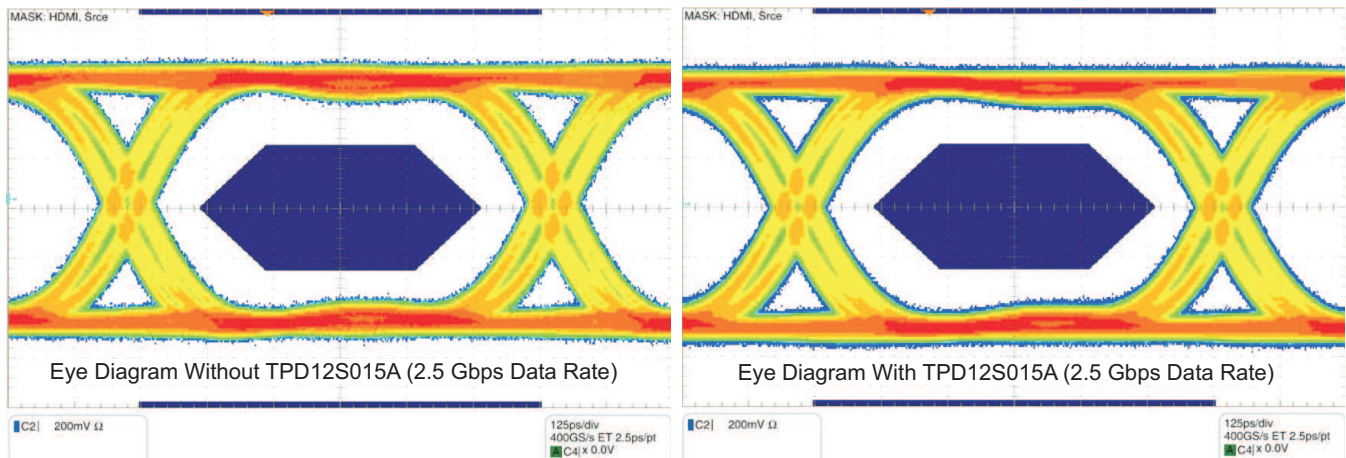 MASK: HDMI, Srce
Eye Diagram Without TPD12S015A (2.5 Gbps Data Rate)
C2| 200mV Ω
125ps/div
400GS/s ET 2.5ps/pt
A C4| x 0.0V
MASK: HDMI, Srce
Eye Diagram With TPD12S015A (2.5 Gbps Data Rate)
C2| 200mV Ω
125ps/div
400GS/s ET 2.5ps/pt
A C4| x 0.0V